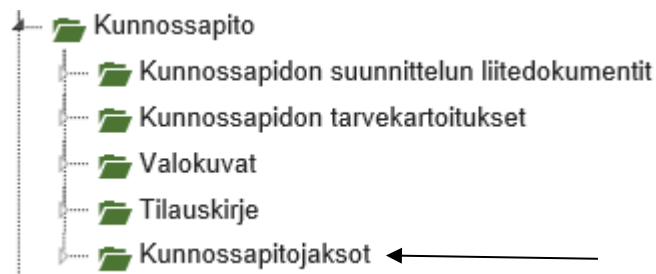 Kunnossapito
Kunnossapidon suunnittelun liitedokumentit
Kunnossapidon tarvekartoitukset
Valokuvat
Tilauskirje
Kunnossapitojaksot